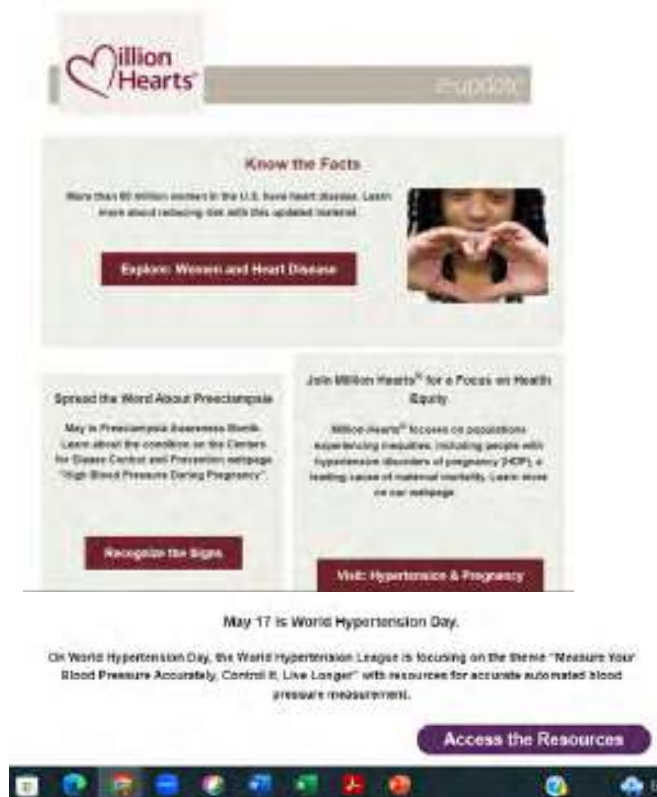 Million
Hearts®
e-update
Know the Facts
More than 60 million women in the U.S. have heart disease. Learn
more about reducing risk with this updated material.
Explore: Women and Heart Disease
Spread the Word About Preeclampsia
May is Preeclampsia Awareness Month.
Learn about the condition on the Centers
for Disease Control and Prevention webpage
"High Blood Pressure During Pregnancy".
Recognize the Signs
Join Million Hearts® for a Focus on Health
Equity
Million Hearts® focuses on populations
experiencing inequities, including people with
hypertensive disorders of pregnancy (HDP), a
leading cause of maternal mortality. Learn more
on our webpage.
Visit: Hypertension & Pregnancy
May 17 is World Hypertension Day.
On World Hypertension Day, the World Hypertension League is focusing on the theme "Measure Your
Blood Pressure Accurately, Control It, Live Longer" with resources for accurate automated blood
pressure measurement.
Access the Resources